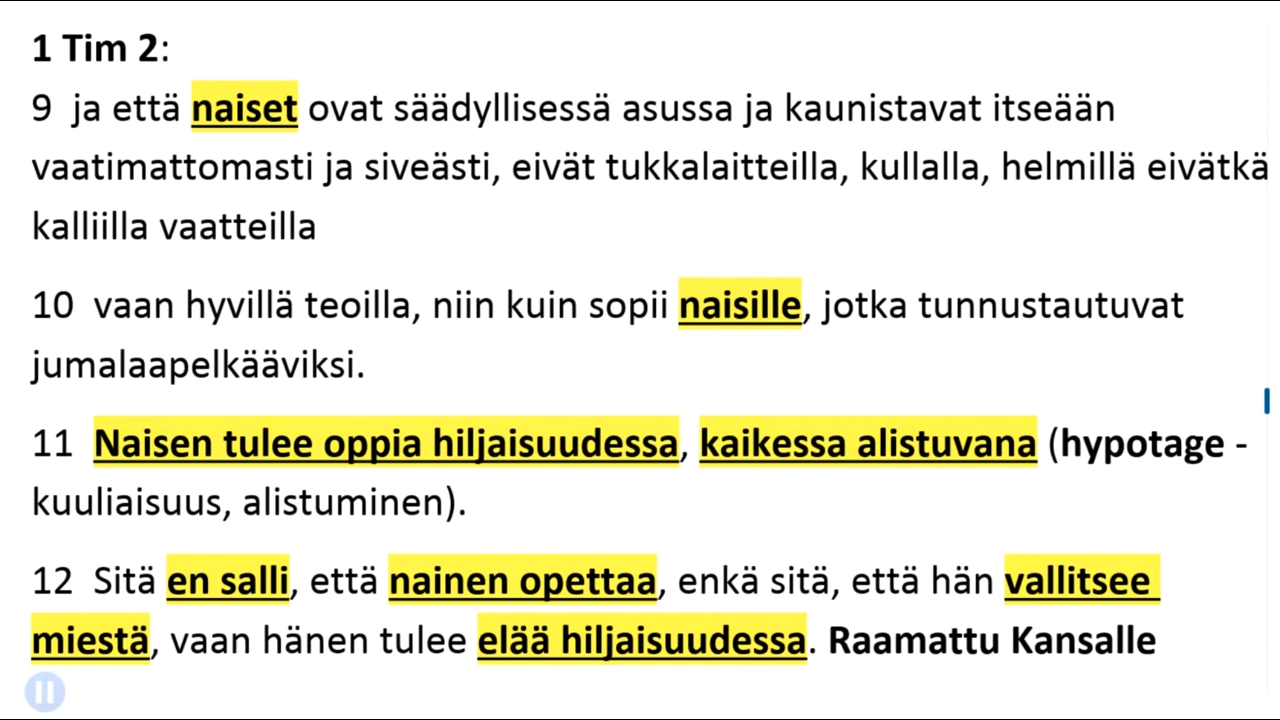 1 Tim 2:
9 ja että naiset ovat säädyllisessä asussa ja kaunistavat itseään
vaatimattomasti ja siveästi, eivät tukkalaitteilla, kullalla, helmillä eivätkä
kalliilla vaatteilla
10 vaan hyvillä teoilla, niin kuin sopii naisille, jotka tunnustautuvat
jumalaapelkääviksi.
11 Naisen tulee oppia hiljaisuudessa, kaikessa alistuvana (hypotage -
kuuliaisuus, alistuminen).
12 Sitä en salli, että nainen opettaa, enkä sitä, että hän vallitsee
miestä, vaan hänen tulee elää hiljaisuudessa. Raamattu Kansalle